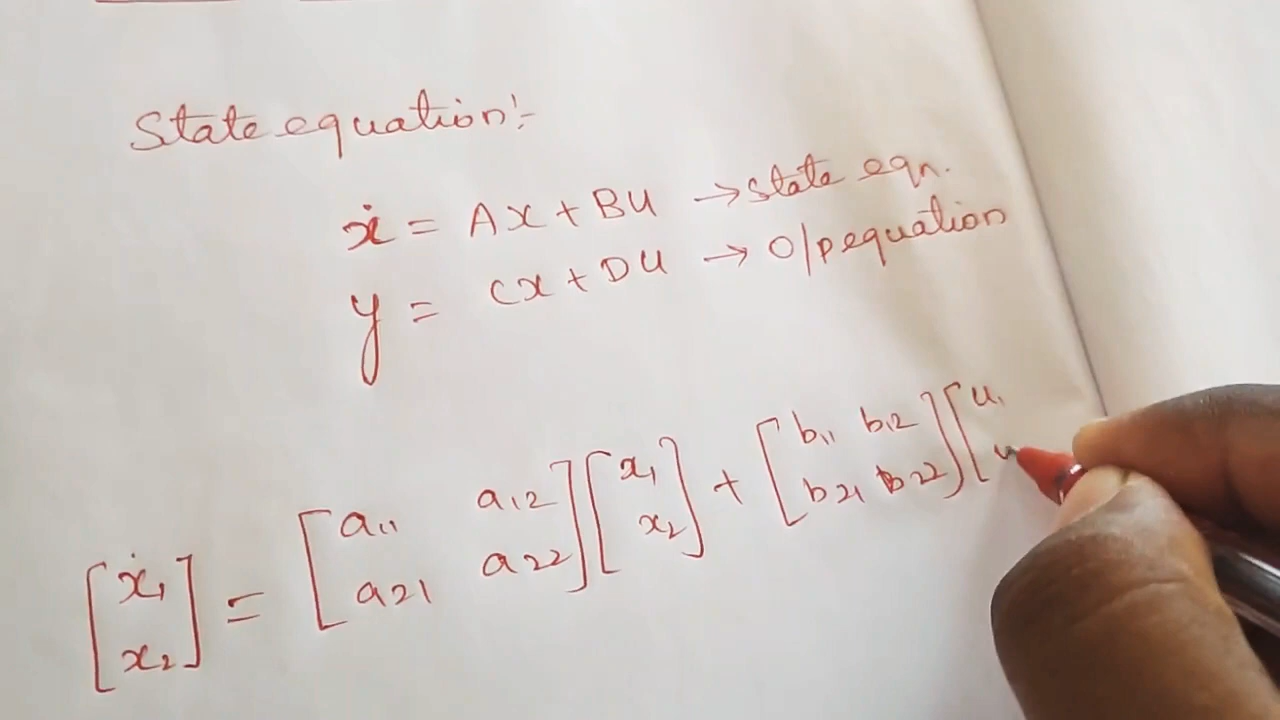 State equation:-
ẋ = Ax + BU → state eqn.
y = Cx + DU → O/p equation
[ẋ₁ x₂] = [a₁₁ a₁₂ a₂₁ a₂₂] [x₁ x₂] + [b₁₁ b₁₂ b₂₁ b₂₂] [u₁ u